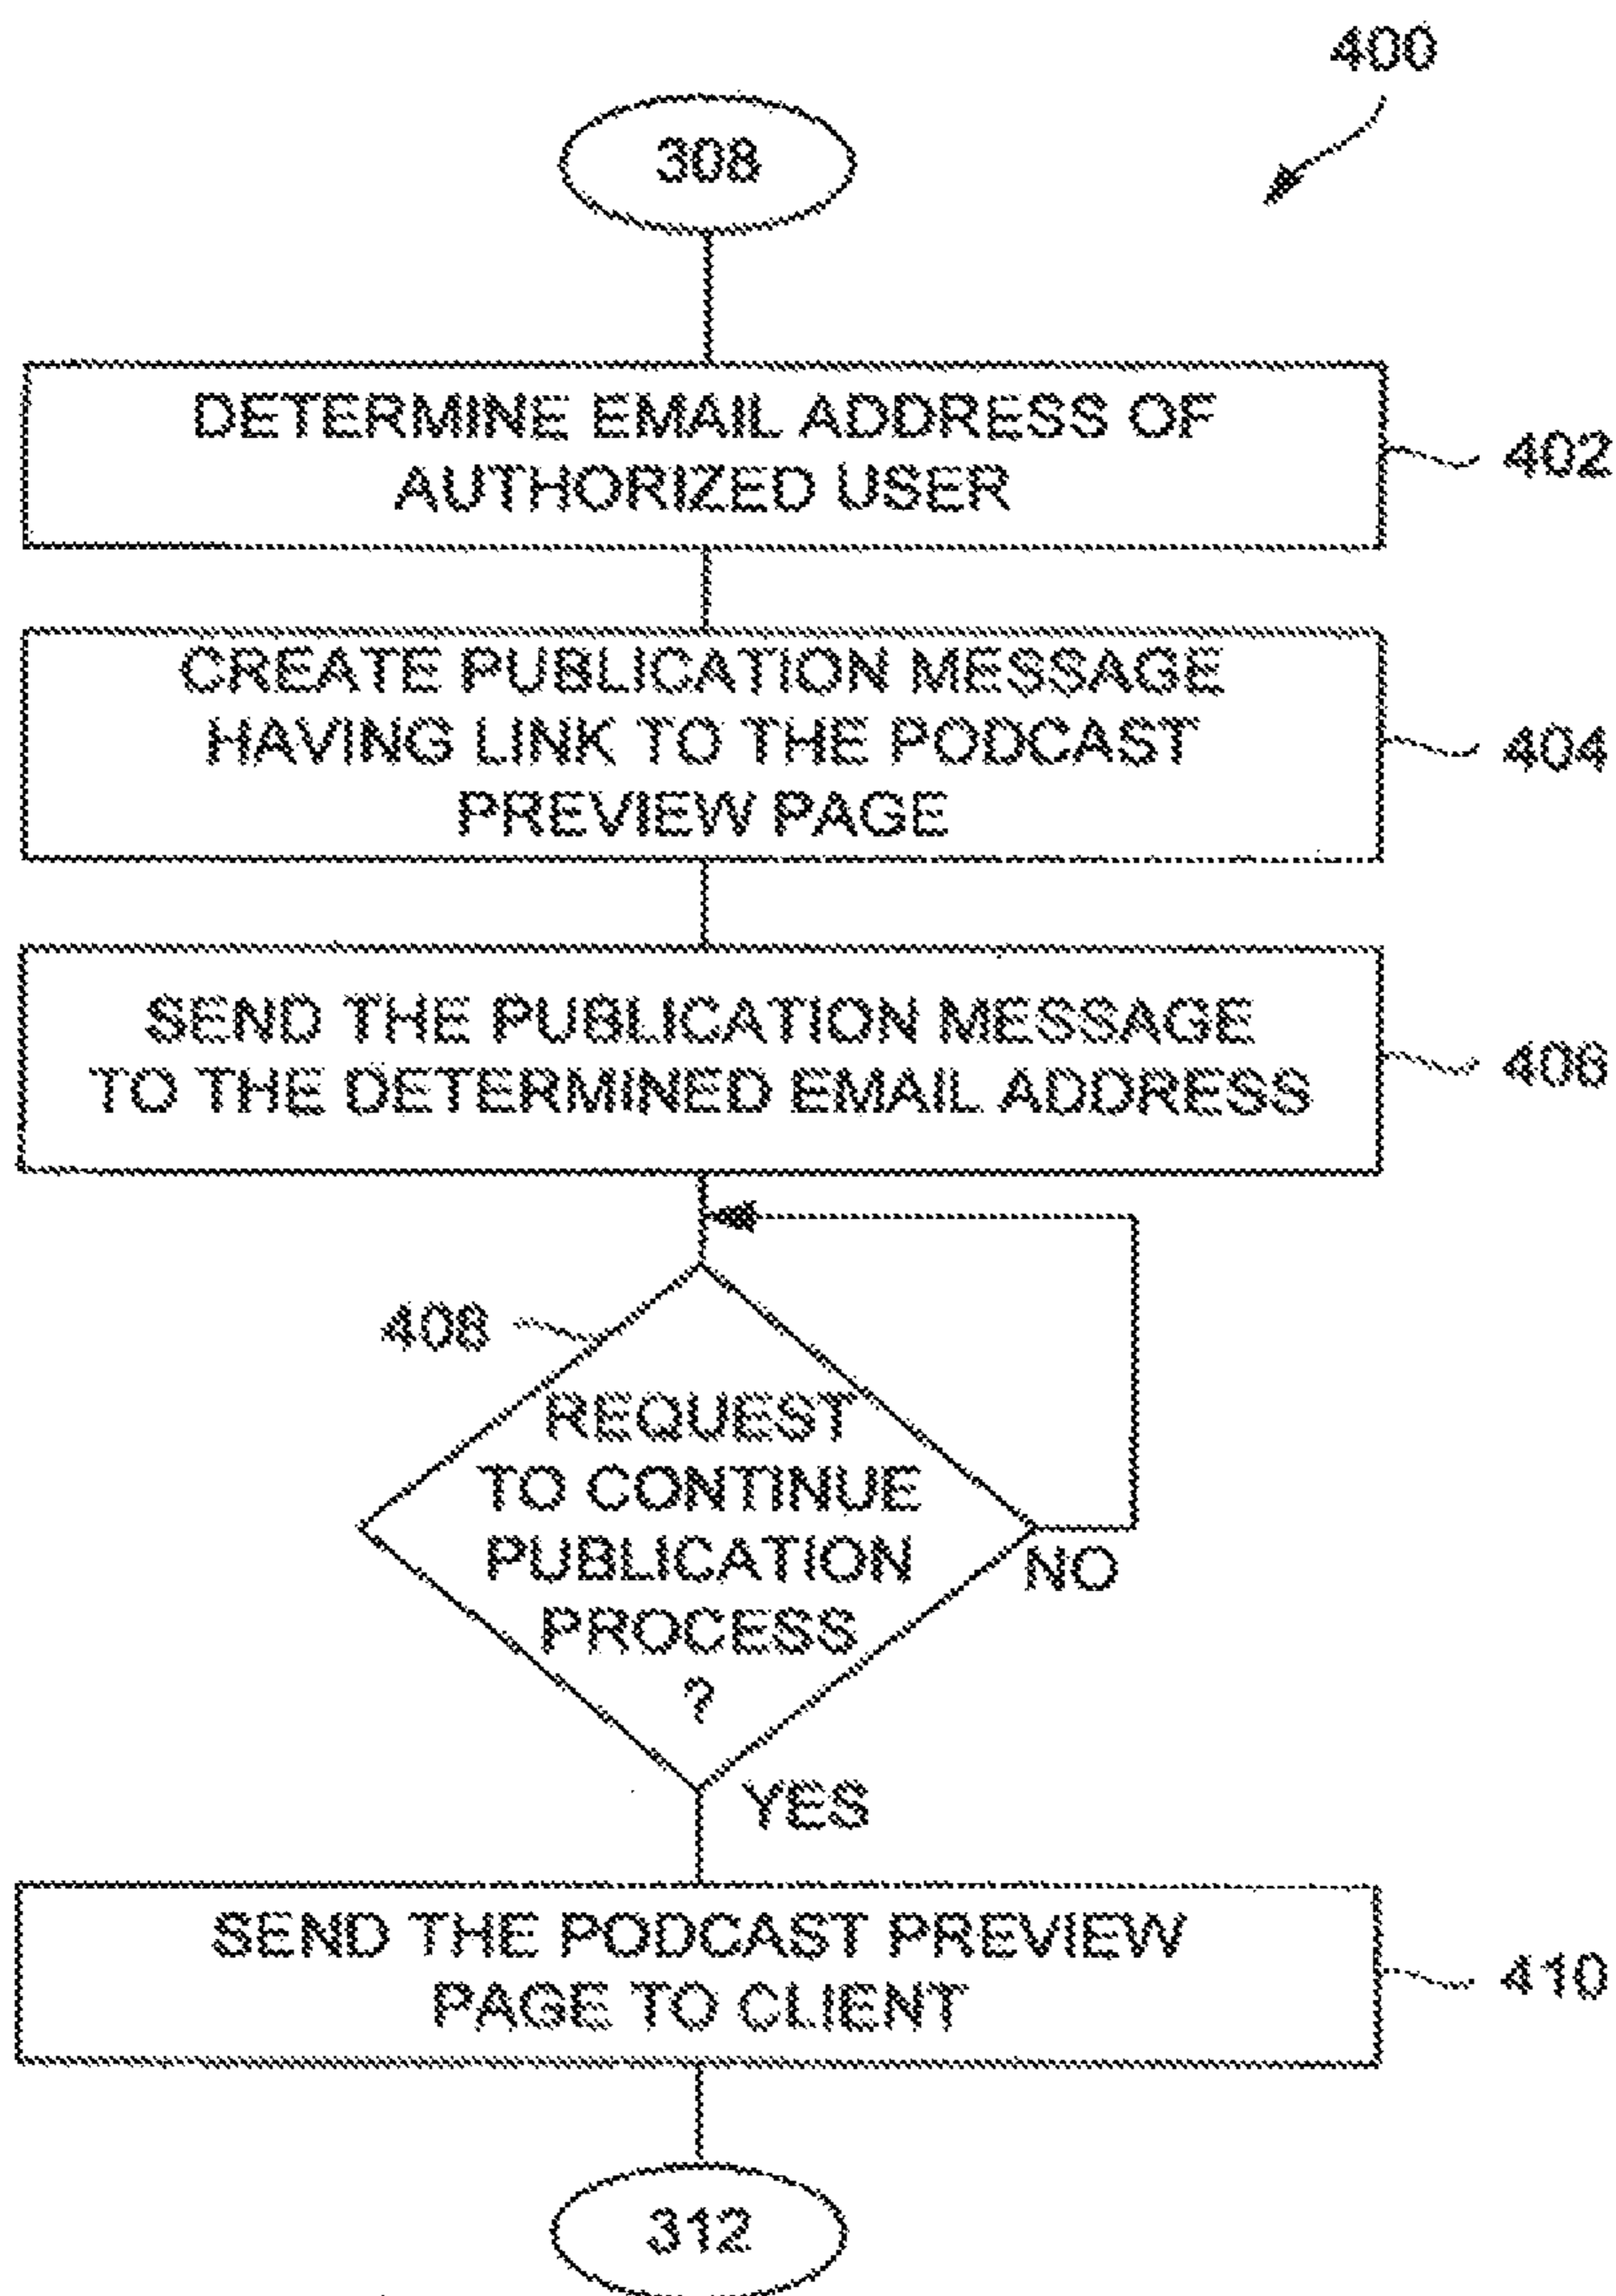 400
308
DETERMINE EMAIL ADDRESS OF
AUTHORIZED USER
402
CREATE PUBLICATION MESSAGE
HAVING LINK TO THE PODCAST
PREVIEW PAGE
404
SEND THE PUBLICATION MESSAGE
TO THE DETERMINED EMAIL ADDRESS
406
408
REQUEST
TO CONTINUE
PUBLICATION
PROCESS
?
NO
YES
SEND THE PODCAST PREVIEW
PAGE TO CLIENT
410
312